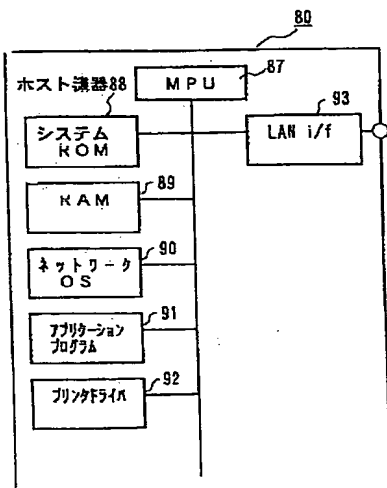 80
87
ホスト機器88
MPU
93
システム
ROM
LAN i/f
89
RAM
90
ネットワーク
OS
91
アプリケーション
プログラム
92
プリンタドライバ